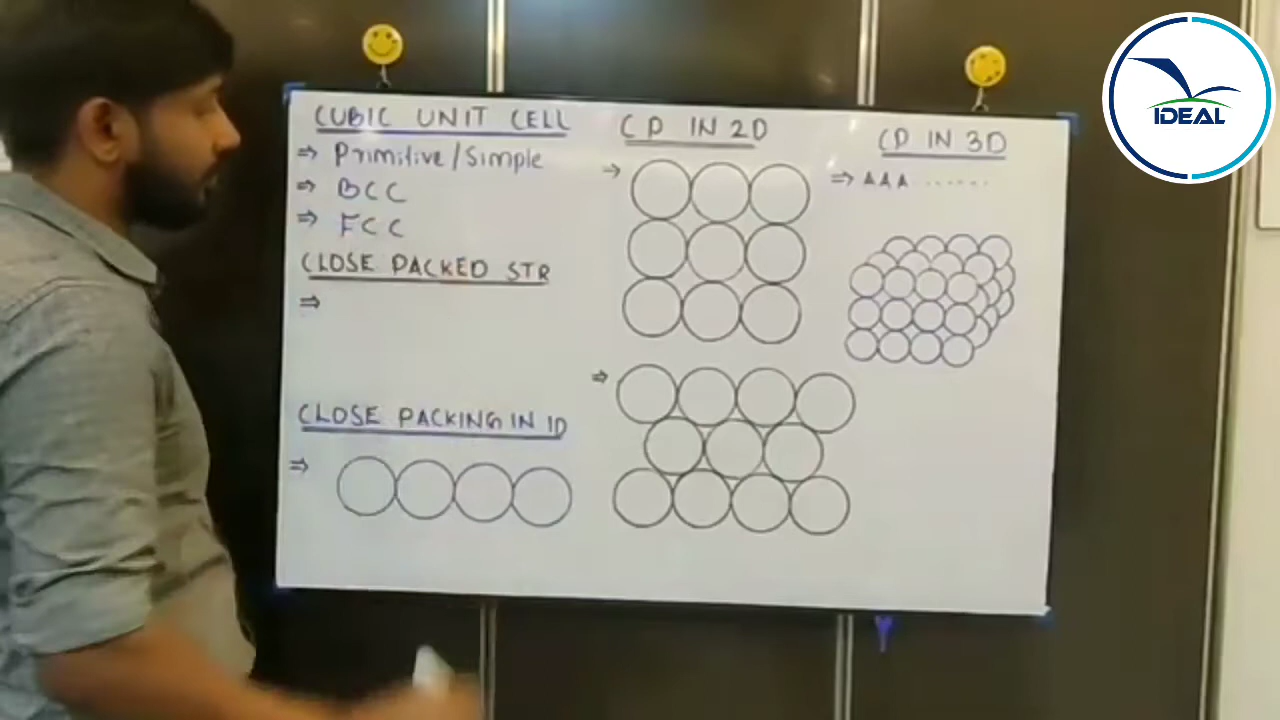 CUBIC UNIT CELL
⇒ Primitive/Simple
⇒ BCC
⇒ FCC
CLOSE PACKED STR
⇒
CLOSE PACKING IN 1D
⇒
CP IN 2D
→
⇒
CP IN 3D
⇒ AAA .......
IDEAL